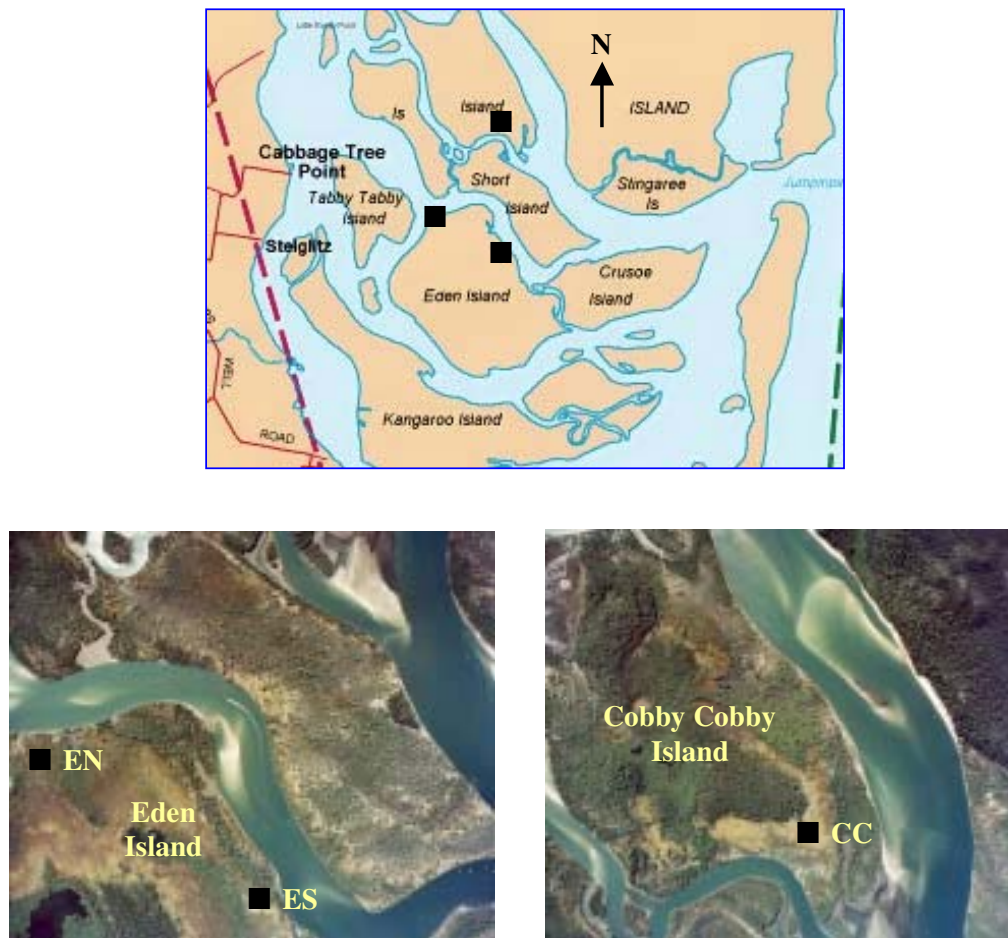 N
Island
ISLAND
Is
Cabbage Tree
Point
Short
Stingaree
Is
Tabby Tabby
Island
Island
Steiglitz
Crusoe
Island
Eden Island
WELL
Kangaroo Island
ROAD
EN
Eden
Island
ES
Cobby Cobby
Island
CC